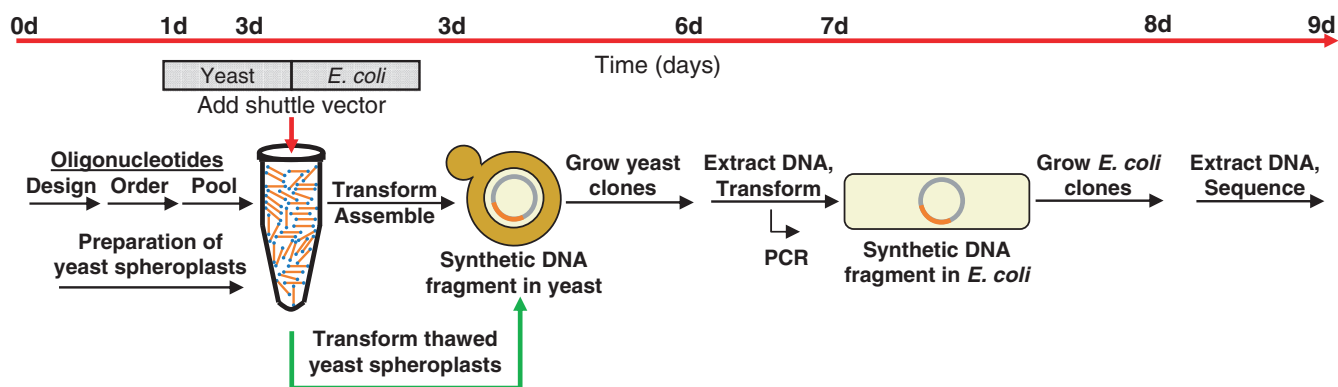 0d 1d 3d 3d 6d 7d 8d 9d
Time (days)
Yeast E. coli
Add shuttle vector
Oligonucleotides
Design Order Pool
Preparation of
yeast spheroplasts
Transform
Assemble
Synthetic DNA
fragment in yeast
Transform thawed
yeast spheroplasts
Grow yeast
clones
Extract DNA,
Transform
PCR
Synthetic DNA
fragment in E. coli
Grow E. coli
clones
Extract DNA,
Sequence